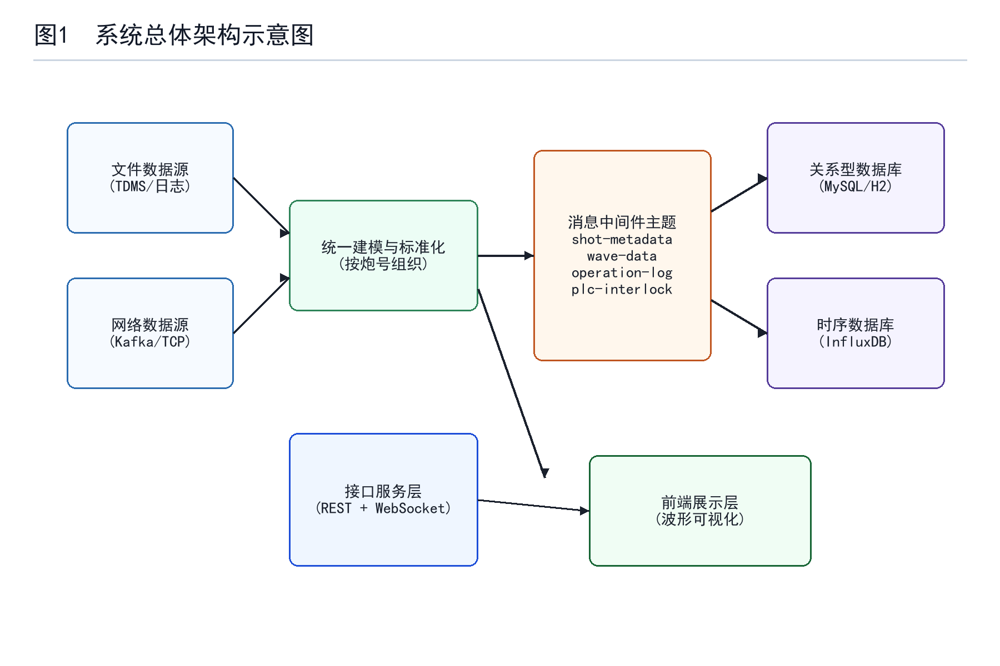 图1 系统总体架构示意图
文件数据源
(TDMS/日志)
网络数据源
(Kafka/TCP)
统一建模与标准化
(按炮号组织)
消息中间件主题
shot-metadata
wave-data
operation-log
plc-interlock
关系型数据库
(MySQL/H2)
时序数据库
(InfluxDB)
接口服务层
(REST + WebSocket)
前端展示层
(波形可视化)